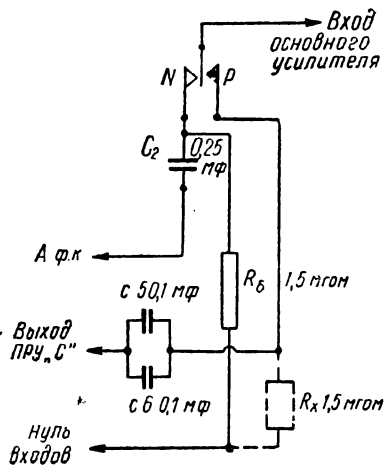 Вход
основного
усилителя
N P
C₂ 0,25
мф
А ф.к
R₆ 1,5 мгом
с 5 0,1 мф
Выход
ПРУ„С"
с 6 0,1 мф
Rₓ 1,5 мгом
нуль
входов